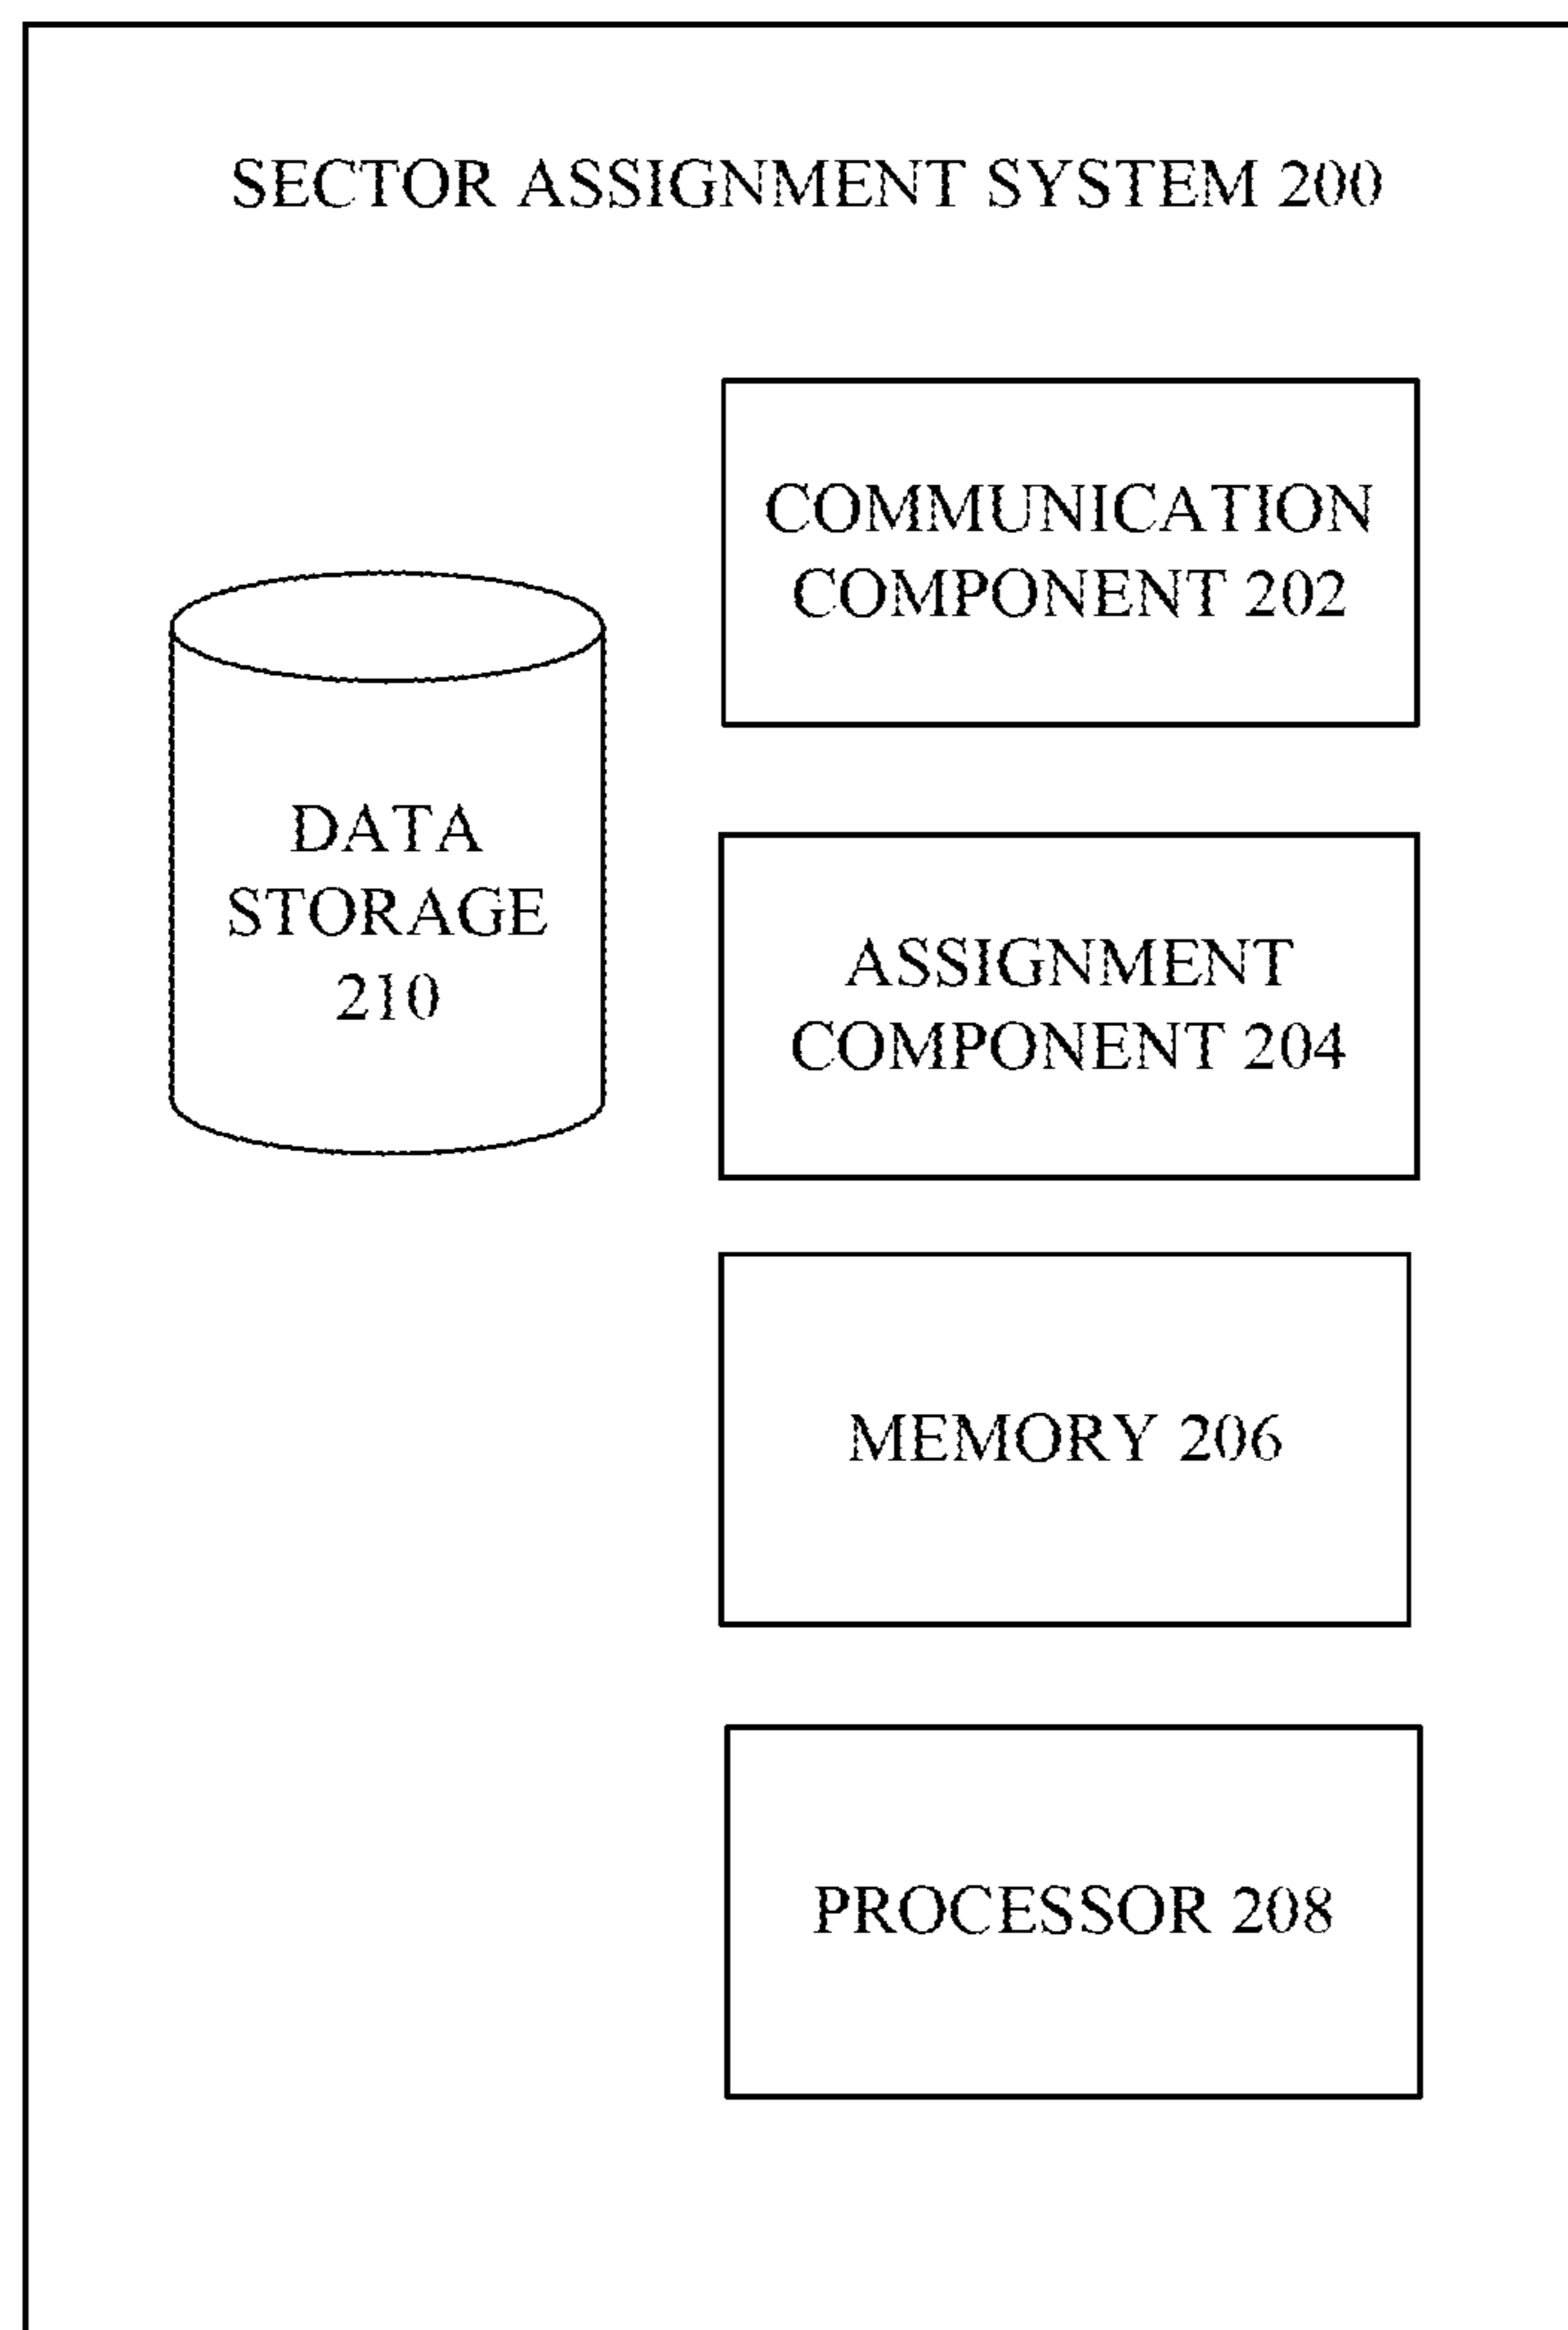 SECTOR ASSIGNMENT SYSTEM 200
COMMUNICATION
COMPONENT 202
DATA
STORAGE
210
ASSIGNMENT
COMPONENT 204
MEMORY 206
PROCESSOR 208